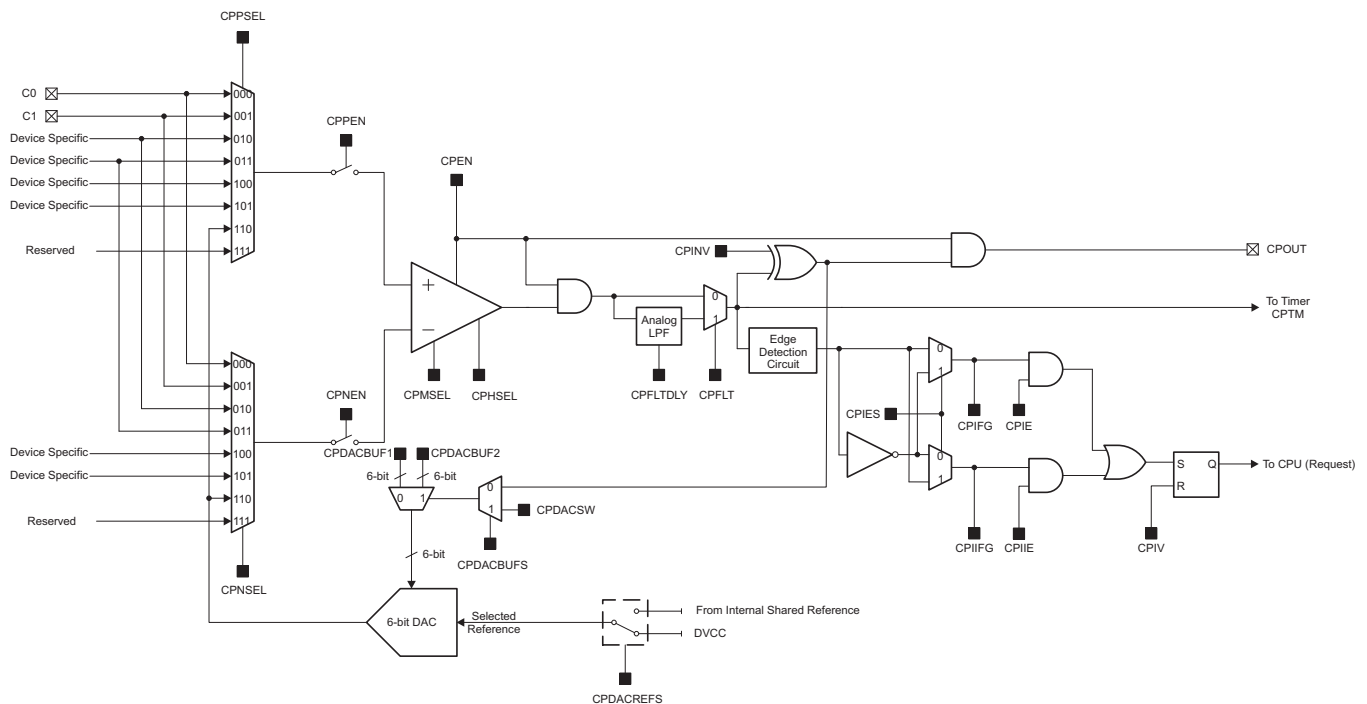 CPPSEL
C0
C1
Device Specific
Device Specific
Device Specific
Device Specific
Reserved
000
001
010
011
100
101
110
111
CPPEN
CPEN
CPINV
CPOUT
To Timer
CPTM
+
−
0
1
Analog
LPF
Edge
Detection
Circuit
CPMSEL
CPHSEL
CPFLTDLY
CPFLT
CPIES
0
1
0
1
CPIFG
CPIE
CPIIFG
CPIIE
S
R
Q
To CPU (Request)
CPIV
000
001
010
011
100
101
110
111
Device Specific
Device Specific
Reserved
CPNSEL
CPNEN
CPDACBUF1
CPDACBUF2
6-bit
6-bit
0
1
0
1
CPDACSW
CPDACBUFS
6-bit
6-bit DAC
Selected
Reference
From Internal Shared Reference
DVCC
CPDACREFS